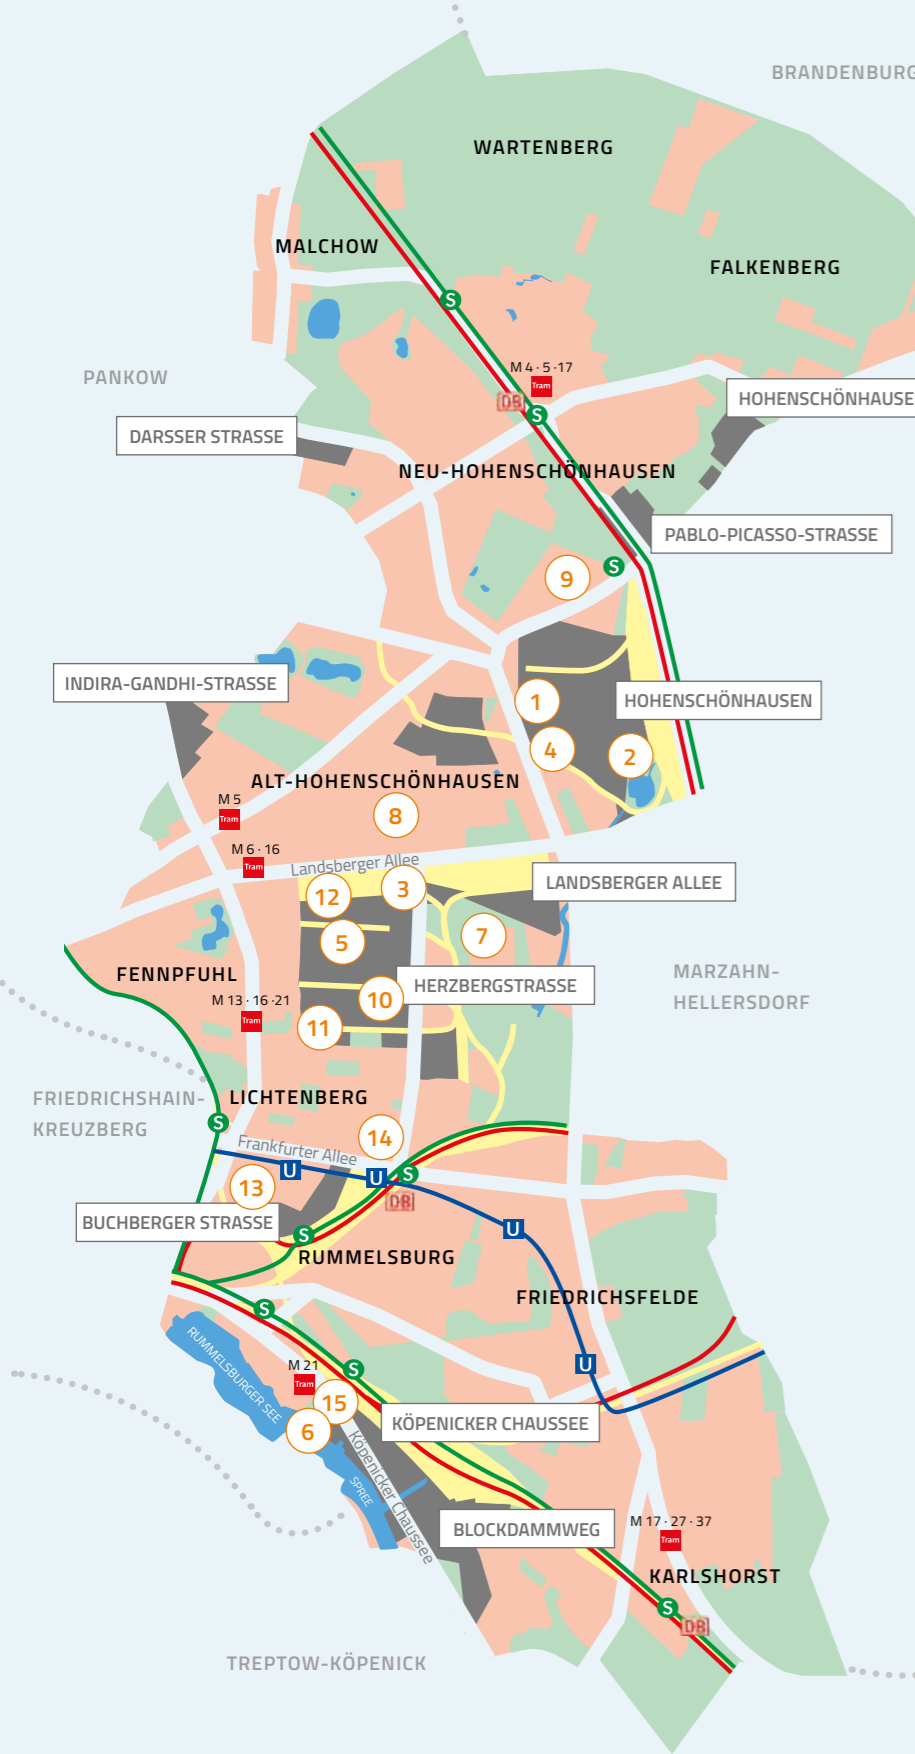 BRANDENBURG
WARTENBERG
MALCHOW
FALKENBERG
S
M 4 · 5 · 17
Tram
PANKOW
DB
S
HOHENSCHÖNHAUSE
DARSSER STRASSE
NEU-HOHENSCHÖNHAUSEN
PABLO-PICASSO-STRASSE
S
9
INDIRA-GANDHI-STRASSE
1
HOHENSCHÖNHAUSEN
4
2
ALT-HOHENSCHÖNHAUSEN
M 5
Tram
8
M 6 · 16
Tram
Landsberger Allee
3
LANDSBERGER ALLEE
12
5
7
FENNPFUHL
MARZAHN-
HELLERSDORF
HERZBERGSTRASSE
M 13 · 16 · 21
Tram
10
11
FRIEDRICHSHAIN-
KREUZBERG
LICHTENBERG
S
14
Frankfurter Allee
U
U
S
13
DB
BUCHBERGER STRASSE
U
S
RUMMELSBURG
FRIEDRICHSFELDE
S
RUMMELSBURGER SEE
M 21
Tram
S
U
15
6
KÖPENICKER CHAUSSEE
Köpenicker Chaussee
SPREE
BLOCKDAMMWEG
M 17 · 27 · 37
Tram
KARLSHORST
S
DB
TREPTOW-KÖPENICK